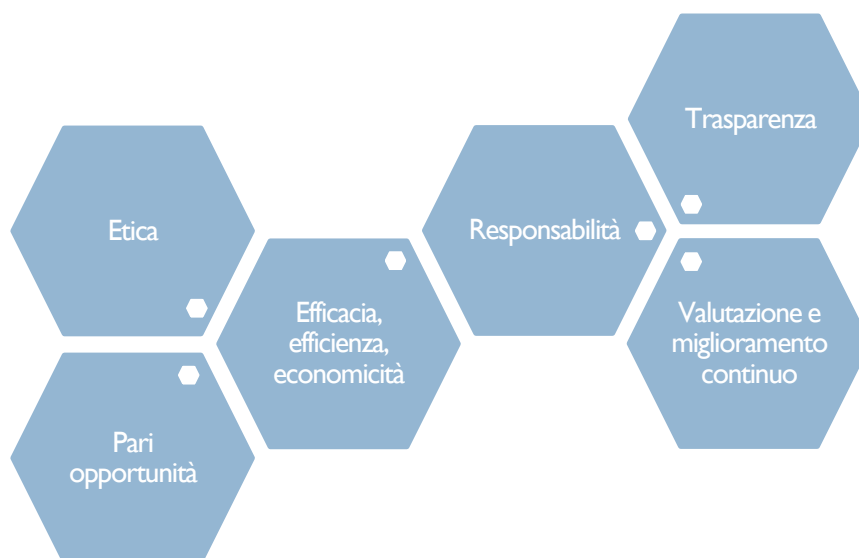 Etica
Pari
opportunità
Efficacia,
efficienza,
economicità
Responsabilità
Trasparenza
Valutazione e
miglioramento
continuo